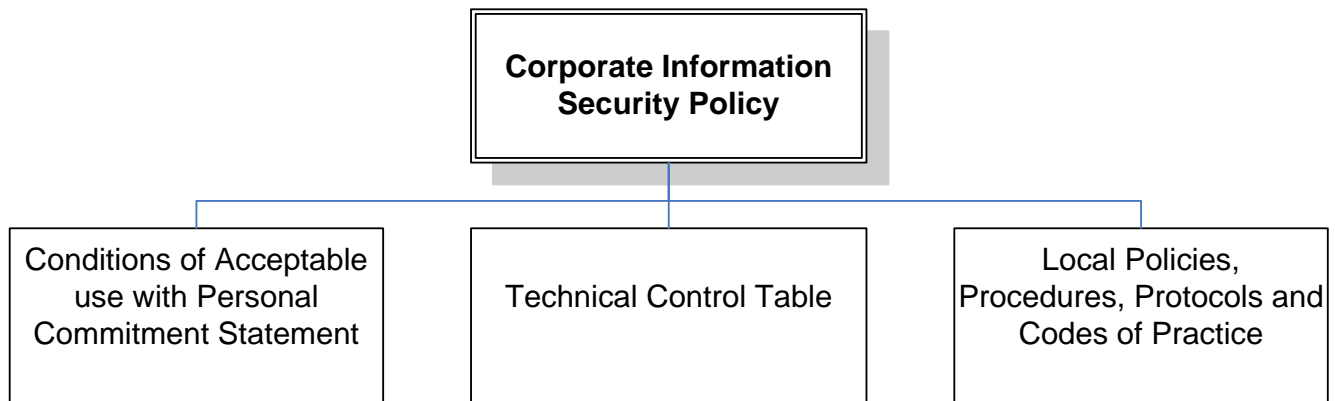 Corporate Information
Security Policy
Conditions of Acceptable
use with Personal
Commitment Statement
Technical Control Table
Local Policies,
Procedures, Protocols and
Codes of Practice